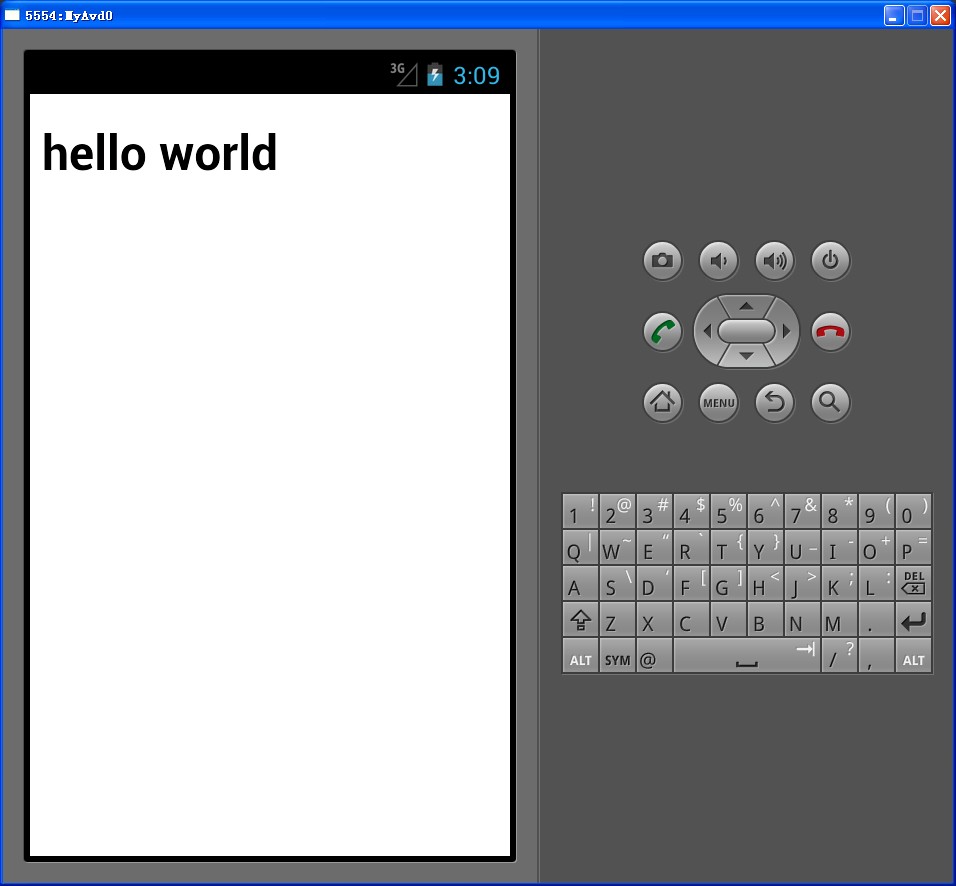 5554:MyAvd0
3G 3:09
hello world
MENU
1 ! 2 @ 3 # 4 $ 5 % 6 ^ 7 & 8 * 9 ( 0 )
Q | W ~ E “ R ` T { Y } U _ I - O + P =
A S \ D ‘ F [ G ] H < J > K ; L : DEL
Z X C V B N M .
ALT SYM @ / ? , ALT